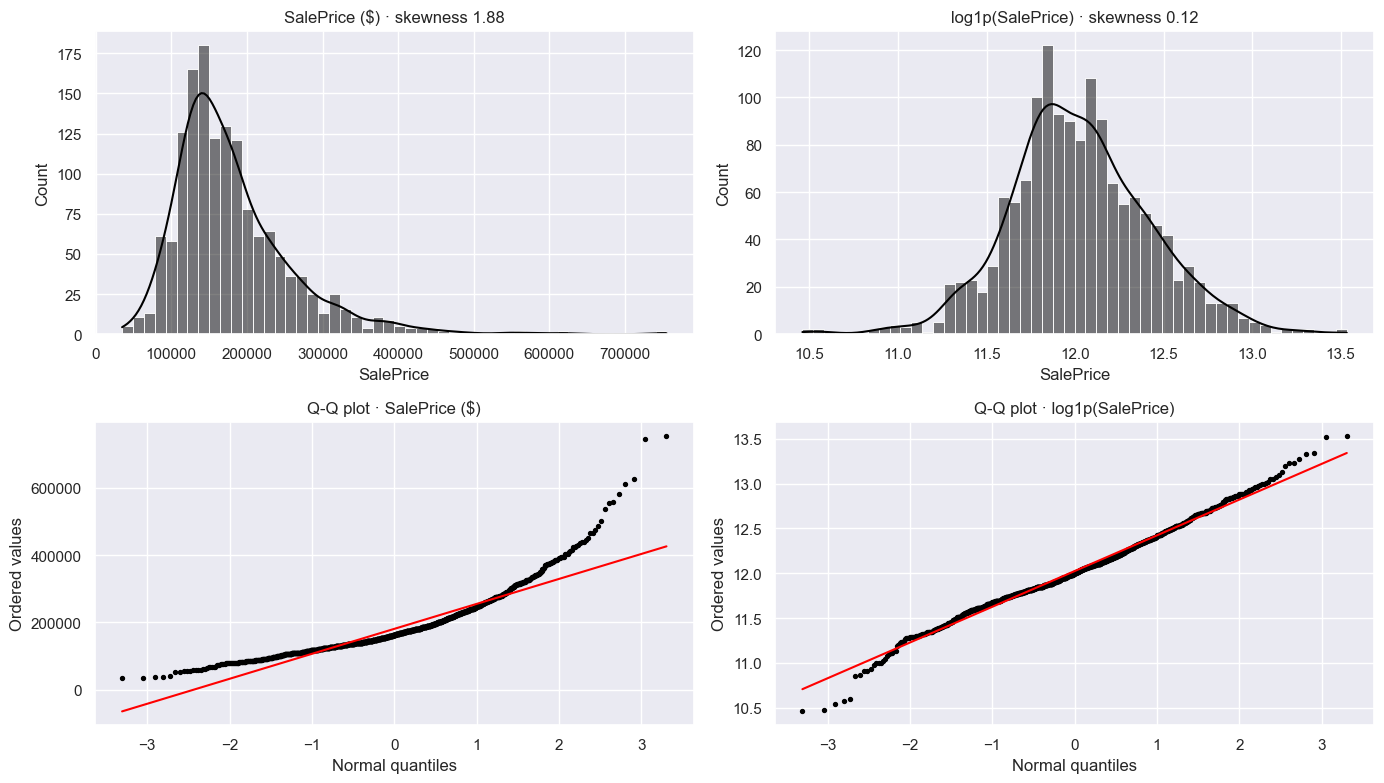 SalePrice ($) · skewness 1.88
175
150
125
100
75
50
25
0
Count
0 100000 200000 300000 400000 500000 600000 700000
SalePrice
log1p(SalePrice) · skewness 0.12
120
100
80
60
40
20
0
Count
10.5 11.0 11.5 12.0 12.5 13.0 13.5
SalePrice
Q-Q plot · SalePrice ($)
600000
400000
200000
0
Ordered values
−3 −2 −1 0 1 2 3
Normal quantiles
Q-Q plot · log1p(SalePrice)
13.5
13.0
12.5
12.0
11.5
11.0
10.5
Ordered values
−3 −2 −1 0 1 2 3
Normal quantiles